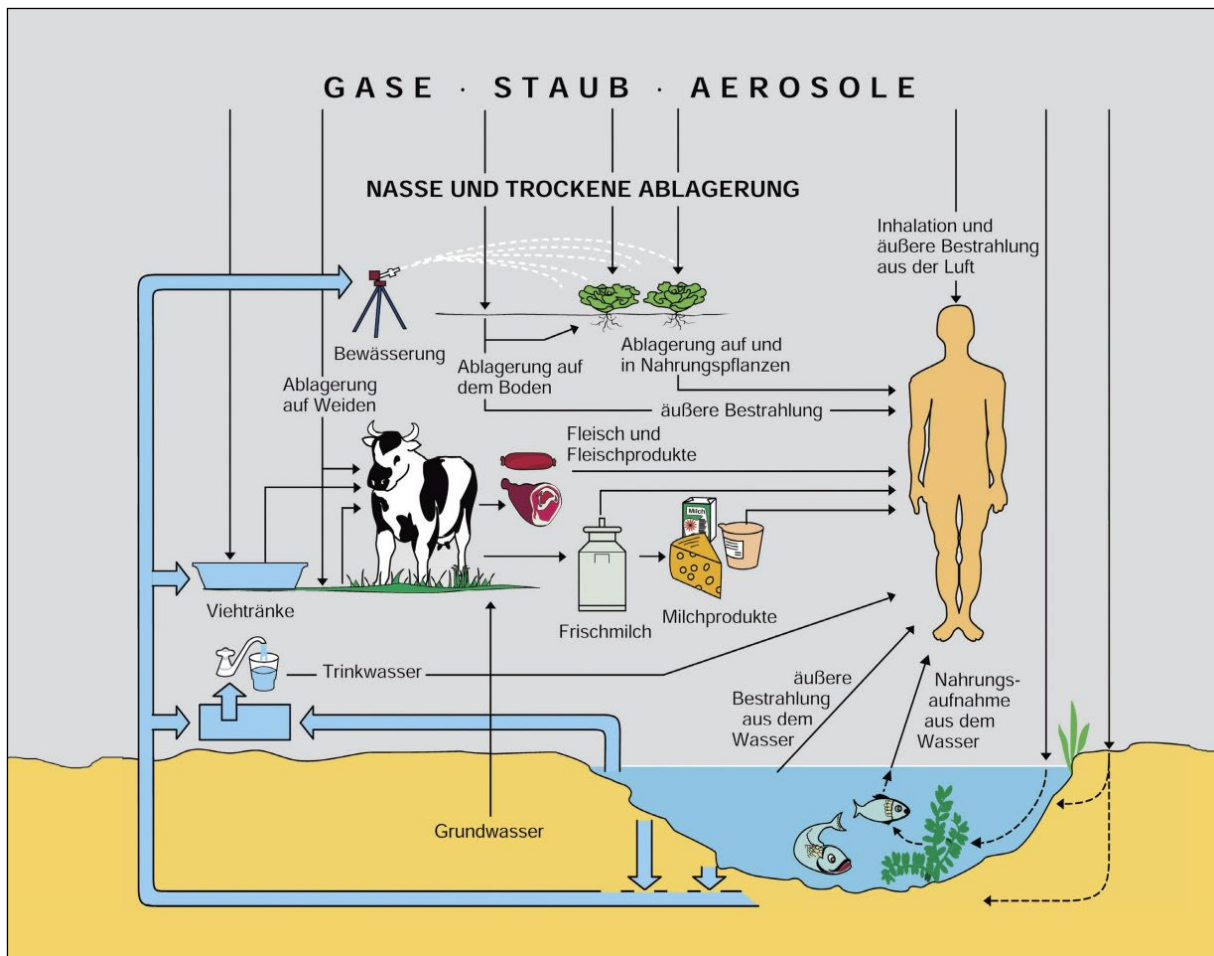 GASE · STAUB · AEROSOLE
NASSE UND TROCKENE ABLAGERUNG
Inhalation und
äußere Bestrahlung
aus der Luft
Bewässerung
Ablagerung auf
dem Boden
Ablagerung auf und
in Nahrungspflanzen
Ablagerung
auf Weiden
äußere Bestrahlung
Fleisch und
Fleischprodukte
Milch
Viehtränke
Frischmilch
Milchprodukte
Trinkwasser
äußere
Bestrahlung
aus dem
Wasser
Nahrungs-
aufnahme
aus dem
Wasser
Grundwasser